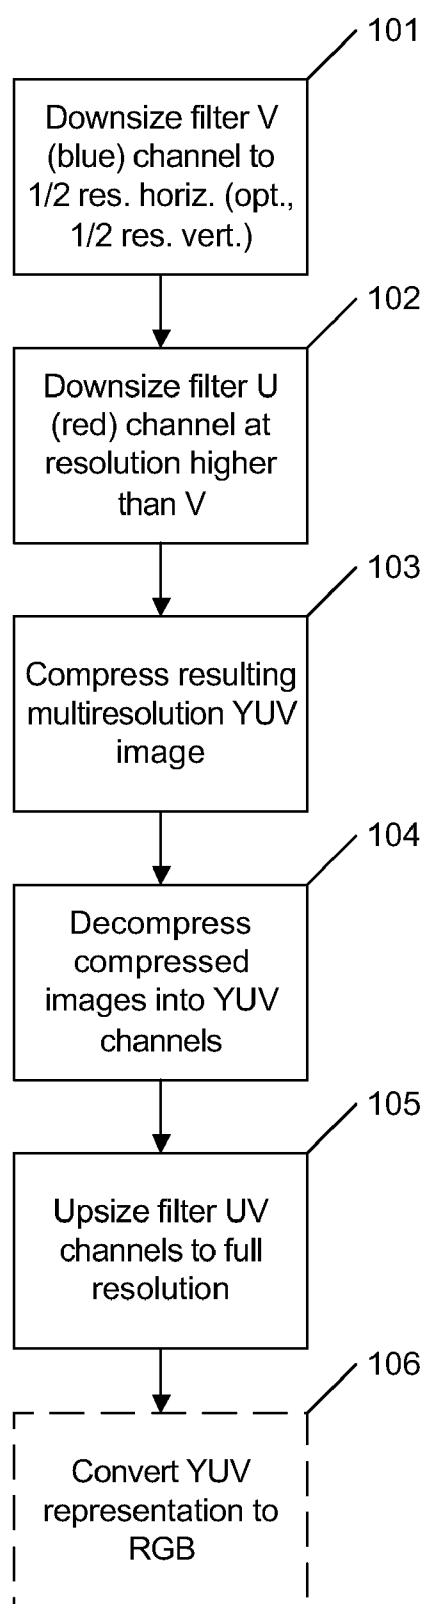 101
Downsize filter V
(blue) channel to
1/2 res. horiz. (opt.,
1/2 res. vert.)
102
Downsize filter U
(red) channel at
resolution higher
than V
103
Compress resulting
multiresolution YUV
image
104
Decompress
compressed
images into YUV
channels
105
Upsize filter UV
channels to full
resolution
106
Convert YUV
representation to
RGB